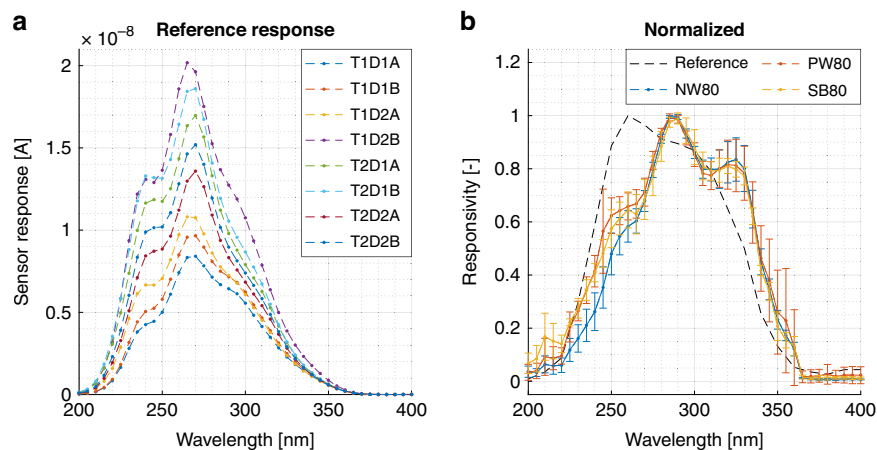 a
Reference response
× 10−8
2
1.5
1
0.5
0
200
250
300
350
400
Sensor response [A]
Wavelength [nm]
T1D1A
T1D1B
T1D2A
T1D2B
T2D1A
T2D1B
T2D2A
T2D2B
b
Normalized
1.2
1
0.8
0.6
0.4
0.2
0
200
250
300
350
400
Responsivity [-]
Wavelength [nm]
Reference
NW80
PW80
SB80